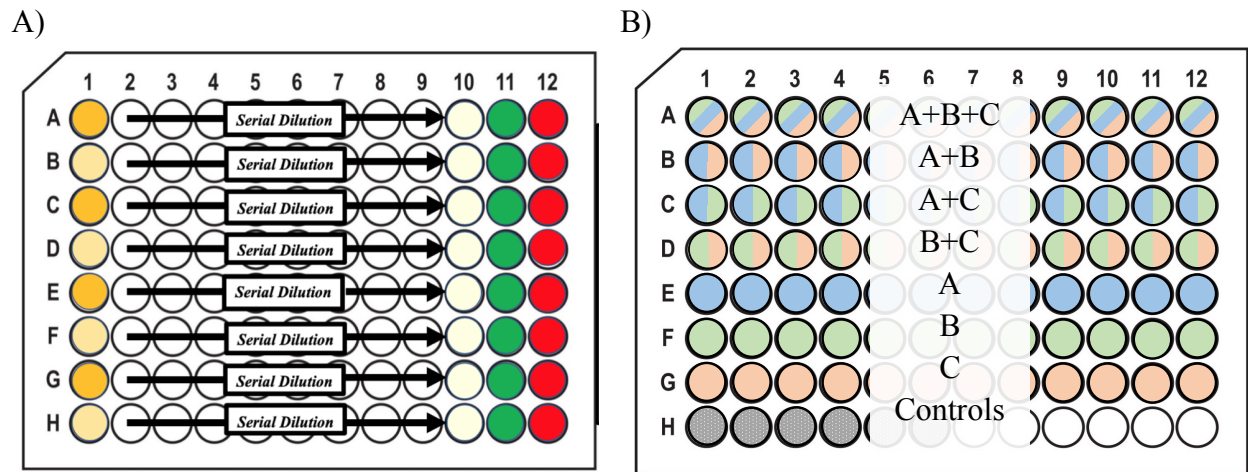 A)
1 2 3 4 5 6 7 8 9 10 11 12
A Serial Dilution
B Serial Dilution
C Serial Dilution
D Serial Dilution
E Serial Dilution
F Serial Dilution
G Serial Dilution
H Serial Dilution
B)
1 2 3 4 5 6 7 8 9 10 11 12
A A+B+C
B A+B
C A+C
D B+C
E A
F B
G C
H Controls